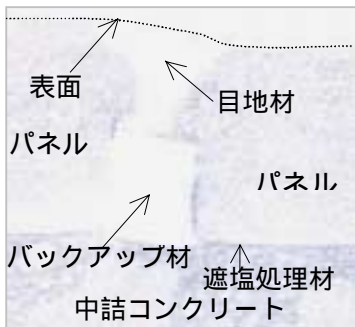 表面
目地材
パネル
パネル
バックアップ材
遮塩処理材
中詰コンクリート